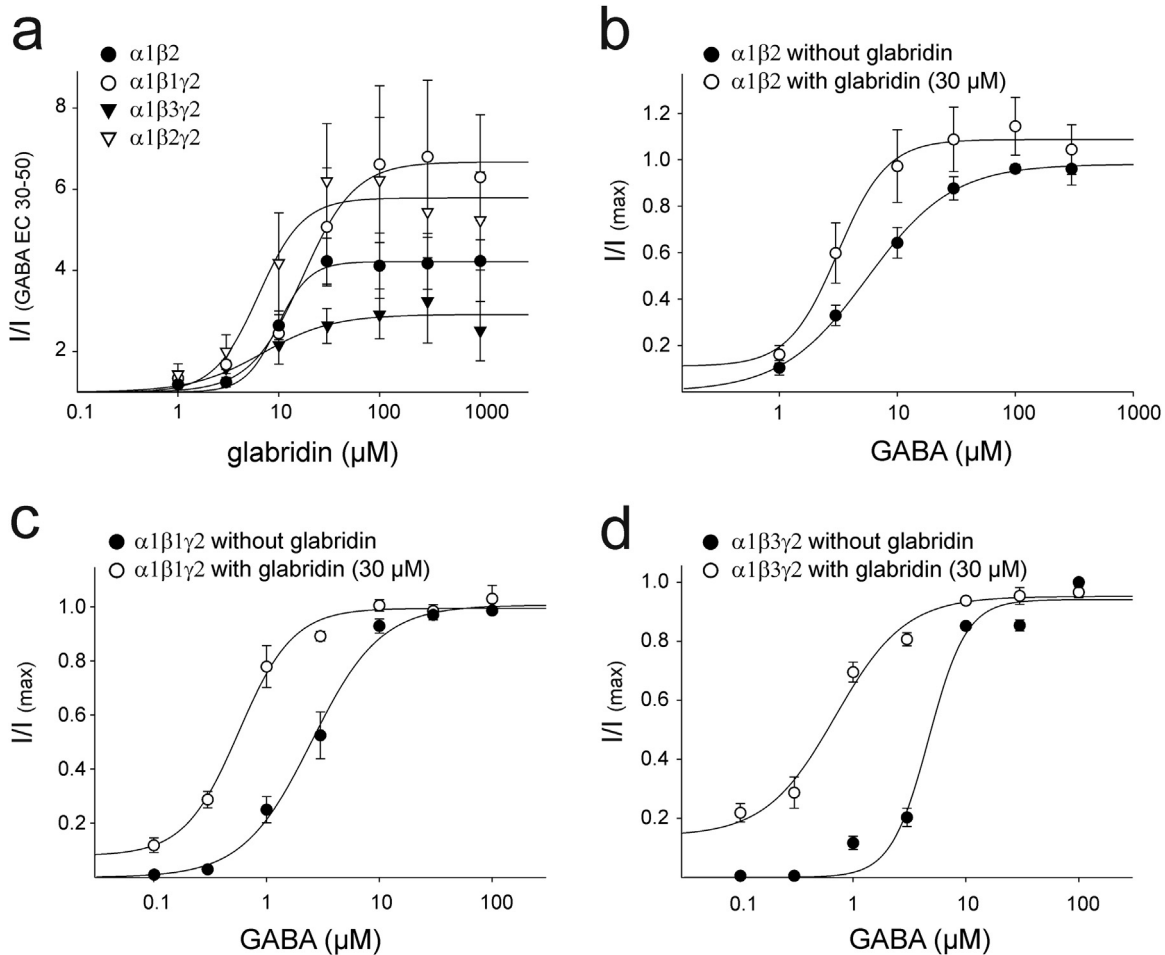 a
α1β2
α1β1γ2
α1β3γ2
α1β2γ2
I/I (GABA EC 30-50)
8
6
4
2
0.1 1 10 100 1000
glabridin (µM)
b
α1β2 without glabridin
α1β2 with glabridin (30 µM)
I/I (max)
1.2
1.0
0.8
0.6
0.4
0.2
1 10 100 1000
GABA (µM)
c
α1β1γ2 without glabridin
α1β1γ2 with glabridin (30 µM)
I/I (max)
1.0
0.8
0.6
0.4
0.2
0.1 1 10 100
GABA (µM)
d
α1β3γ2 without glabridin
α1β3γ2 with glabridin (30 µM)
I/I (max)
1.0
0.8
0.6
0.4
0.2
0.1 1 10 100
GABA (µM)